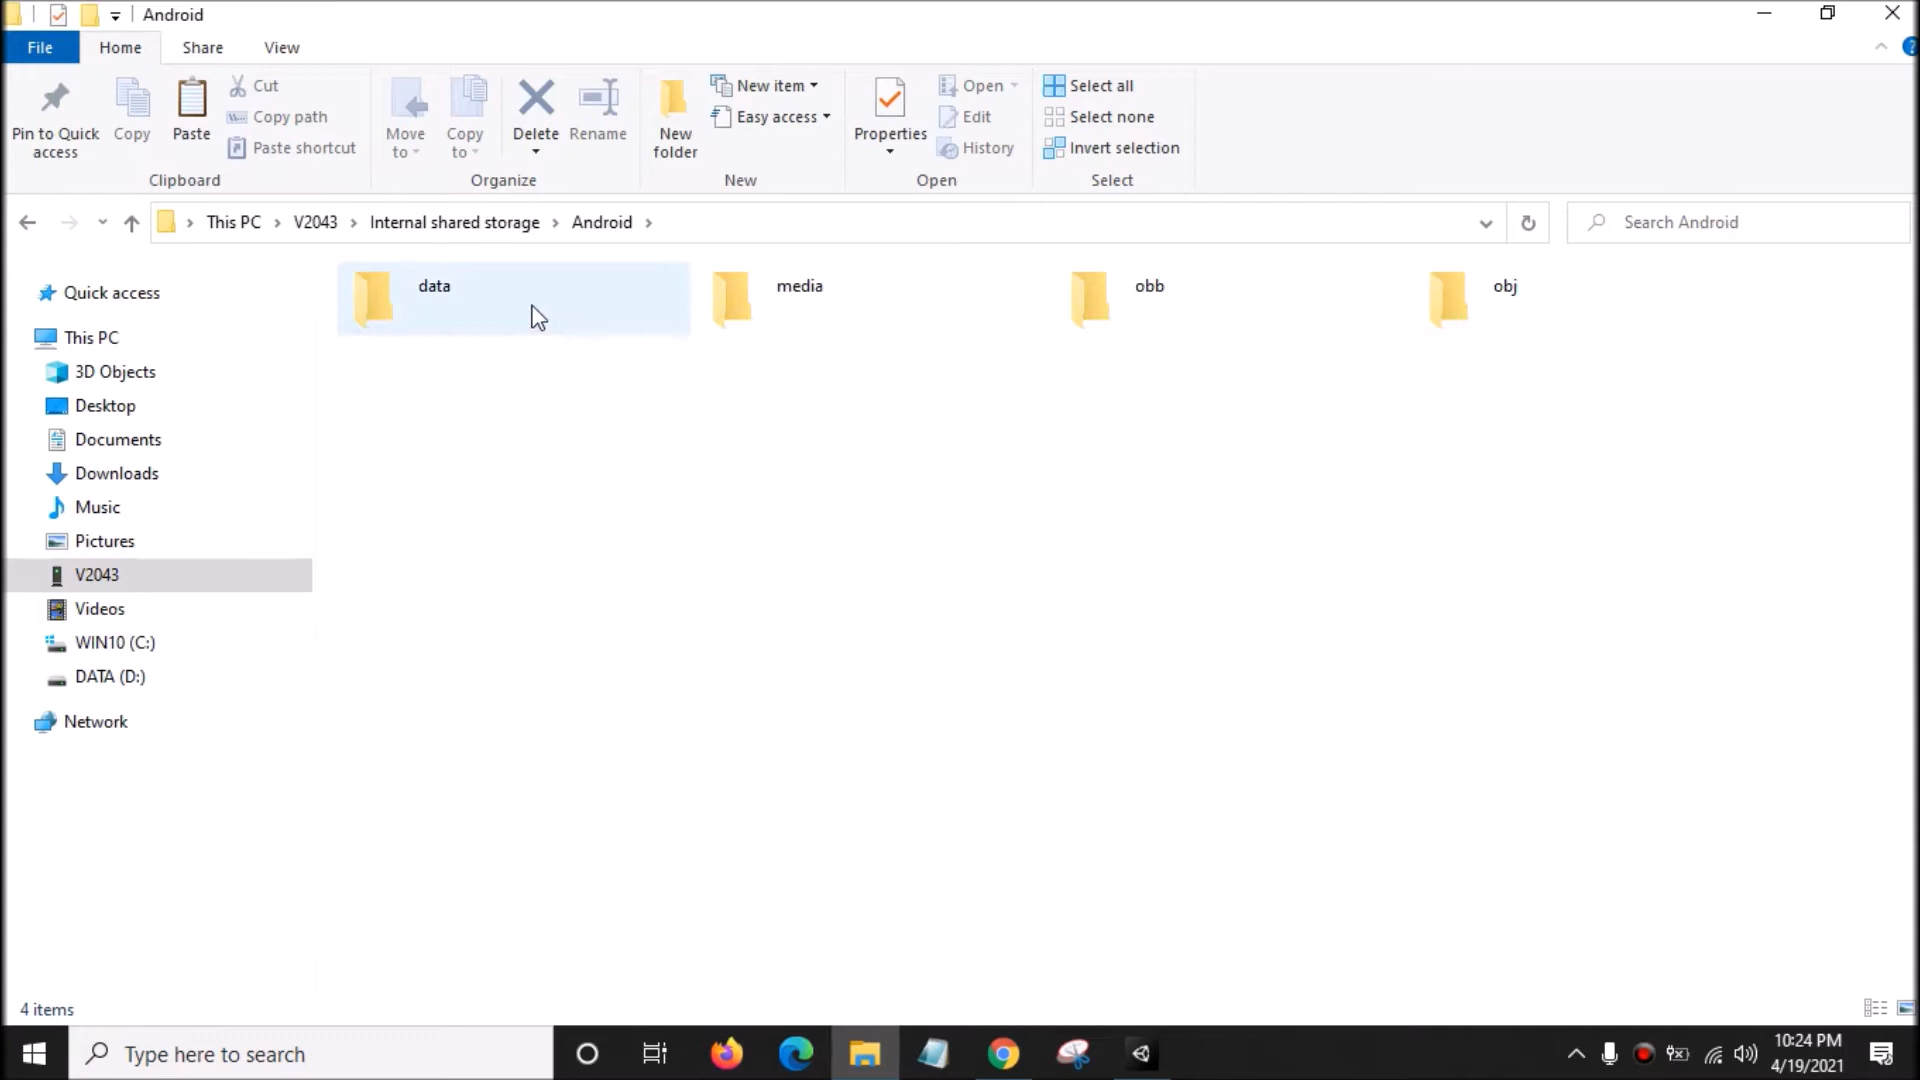 Android
File Home Share View
Pin to Quick access
Copy
Paste
Cut
Copy path
Paste shortcut
Clipboard
Move to
Copy to
Delete
Rename
Organize
New folder
New item
Easy access
New
Properties
Open
Edit
History
Open
Select all
Select none
Invert selection
Select
This PC › V2043 › Internal shared storage › Android ›
Search Android
Quick access
This PC
3D Objects
Desktop
Documents
Downloads
Music
Pictures
V2043
Videos
WIN10 (C:)
DATA (D:)
Network
data media obb obj
4 items
Type here to search
10:24 PM
4/19/2021